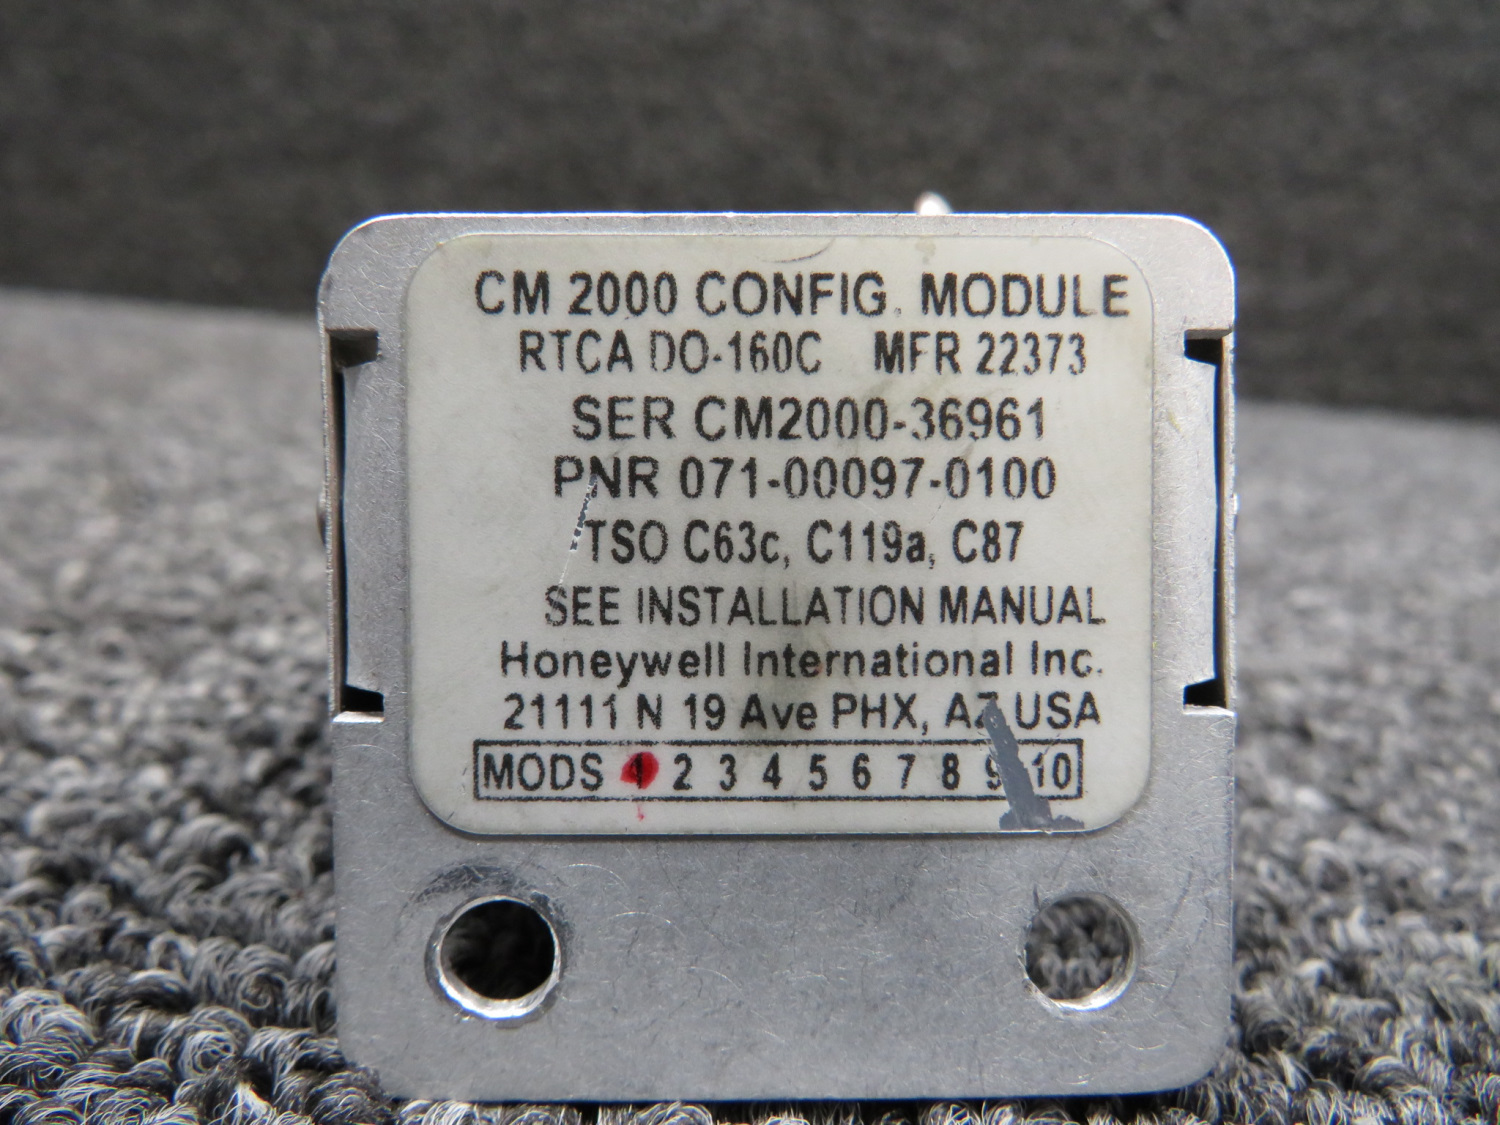 CM 2000 CONFIG. MODULE
RTCA DO-160C MFR 22373
SER CM2000-36961
PNR 071-00097-0100
TSO C63c, C119a, C87
SEE INSTALLATION MANUAL
Honeywell International Inc.
21111 N 19 Ave PHX, AZ USA
MODS 1 2 3 4 5 6 7 8 9 10